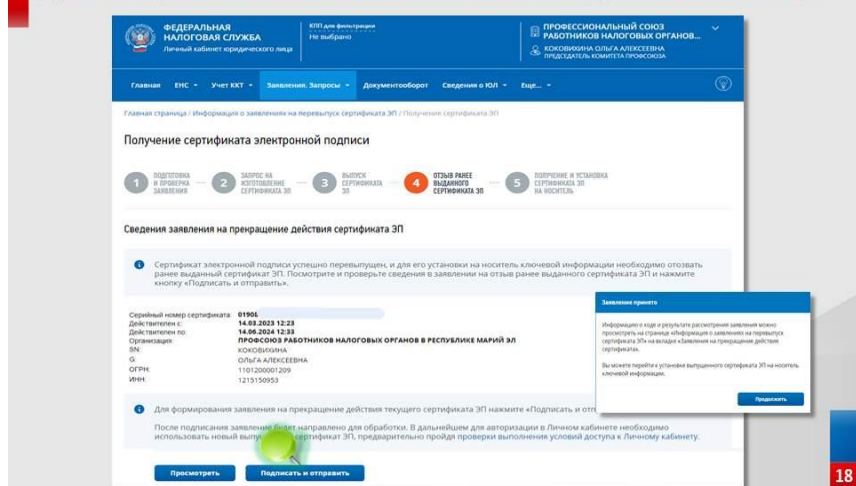 ФЕДЕРАЛЬНАЯ
НАЛОГОВАЯ СЛУЖБА
Личный кабинет юридического лица
КПП для фильтрации
Не выбрано
ПРОФЕССИОНАЛЬНЫЙ СОЮЗ
РАБОТНИКОВ НАЛОГОВЫХ ОРГАНОВ...
КОКОВИХИНА ОЛЬГА АЛЕКСЕЕВНА
ПРЕДСЕДАТЕЛЬ КОМИТЕТА ПРОФСОЮЗА
Главная ЕНС Учет ККТ Заявления. Запросы Документооборот Сведения о ЮЛ Еще...
Главная страница / Информация о заявлениях на перевыпуск сертификата ЭП / Получение сертификата ЭП
Получение сертификата электронной подписи
1 ПОДГОТОВКА
И ПРОВЕРКА
ЗАЯВЛЕНИЯ
2 ЗАПРОС НА
ИЗГОТОВЛЕНИЕ
СЕРТИФИКАТА ЭП
3 ВЫПУСК
СЕРТИФИКАТА
ЭП
4 ОТЗЫВ РАНЕЕ
ВЫДАННОГО
СЕРТИФИКАТА ЭП
5 ПОЛУЧЕНИЕ И УСТАНОВКА
СЕРТИФИКАТА ЭП
НА НОСИТЕЛЬ
Сведения заявления на прекращение действия сертификата ЭП
Сертификат электронной подписи успешно перевыпущен, и для его установки на носитель ключевой информации необходимо отозвать
ранее выданный сертификат ЭП. Посмотрите и проверьте сведения в заявлении на отзыв ранее выданного сертификата ЭП и нажмите
кнопку «Подписать и отправить».
Серийный номер сертификата: 0190
Действителен с: 14.03.2023 12:23
Действителен по: 14.06.2024 12:33
Организация: ПРОФСОЮЗ РАБОТНИКОВ НАЛОГОВЫХ ОРГАНОВ В РЕСПУБЛИКЕ МАРИЙ ЭЛ
SN: КОКОВИХИНА
G: ОЛЬГА АЛЕКСЕЕВНА
ОГРН: 1101200001209
ИНН: 1215150953
Заявление принято
Информацию о ходе и результате рассмотрения заявления можно
просмотреть на странице «Информация о заявлениях на перевыпуск
сертификата ЭП» на вкладке «Заявления на прекращение действия
сертификата».
Вы можете перейти к установке выпущенного сертификата ЭП на носитель
ключевой информации.
Продолжить
Для формирования заявления на прекращение действия текущего сертификата ЭП нажмите «Подписать и отп
После подписания заявление будет направлено для обработки. В дальнейшем для авторизации в Личном кабинете необходимо
использовать новый сертификат ЭП, предварительно пройдя проверки выполнения условий доступа к Личному кабинету.
Просмотреть Подписать и отправить
18